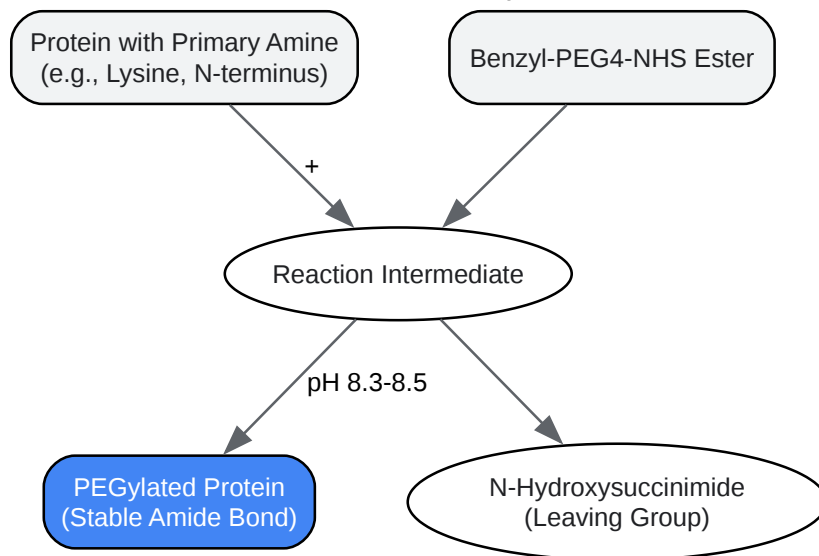 Protein with Primary Amine
(e.g., Lysine, N-terminus)
Benzyl-PEG4-NHS Ester
+
Reaction Intermediate
pH 8.3-8.5
PEGylated Protein
(Stable Amide Bond)
N-Hydroxysuccinimide
(Leaving Group)